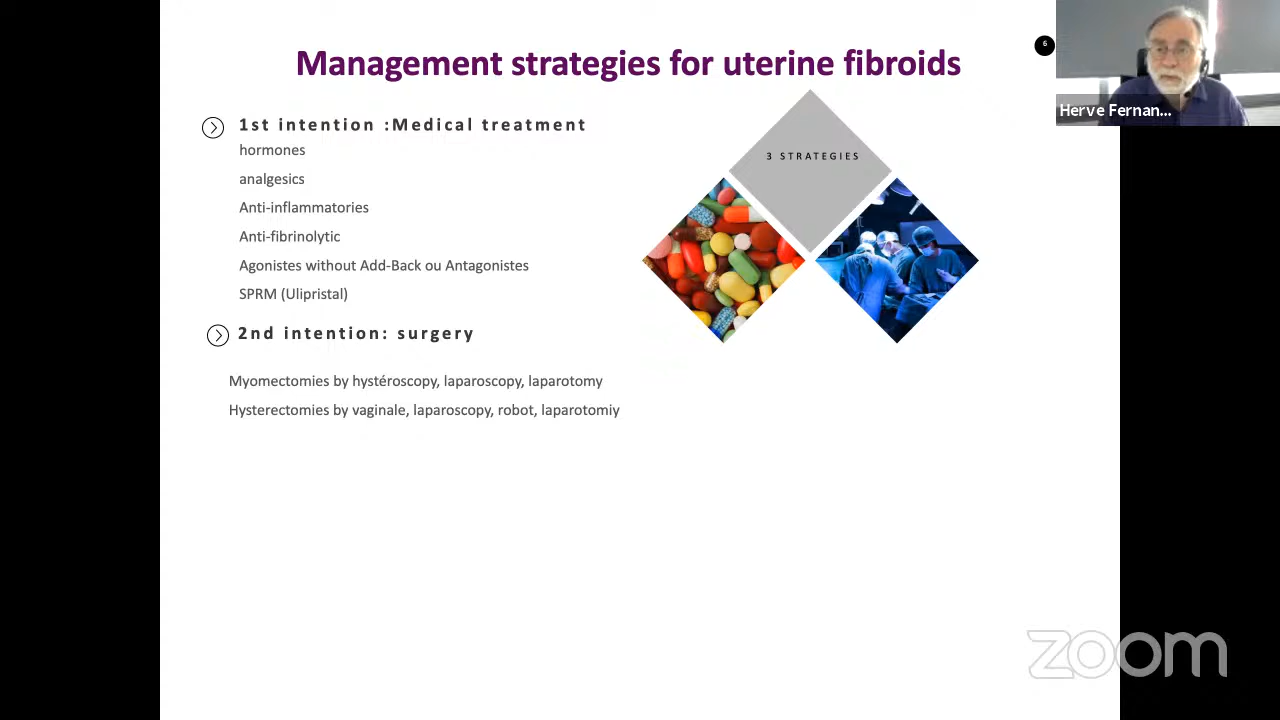 Management strategies for uterine fibroids
6
Herve Fernan...
1st intention :Medical treatment
hormones
analgesics
Anti-inflammatories
Anti-fibrinolytic
Agonistes without Add-Back ou Antagonistes
SPRM (Ulipristal)
3 STRATEGIES
2nd intention: surgery
Myomectomies by hystéroscopy, laparoscopy, laparotomy
Hysterectomies by vaginale, laparoscopy, robot, laparotomiy
zoom